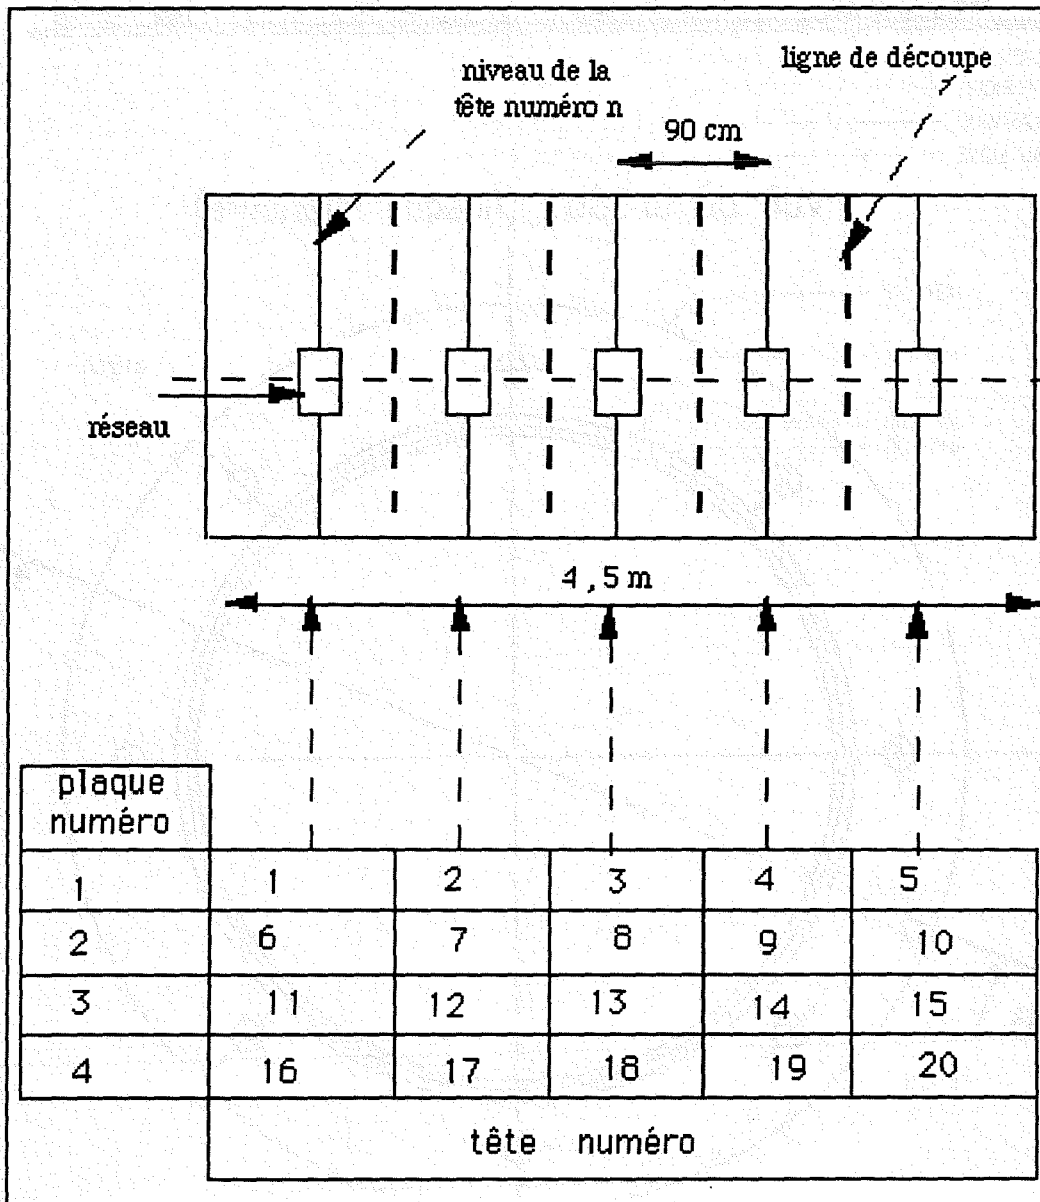 niveau de la
tête numéro n
ligne de découpe
90 cm
réseau
4,5 m
plaque
numéro
1 1 2 3 4 5
2 6 7 8 9 10
3 11 12 13 14 15
4 16 17 18 19 20
tête numéro